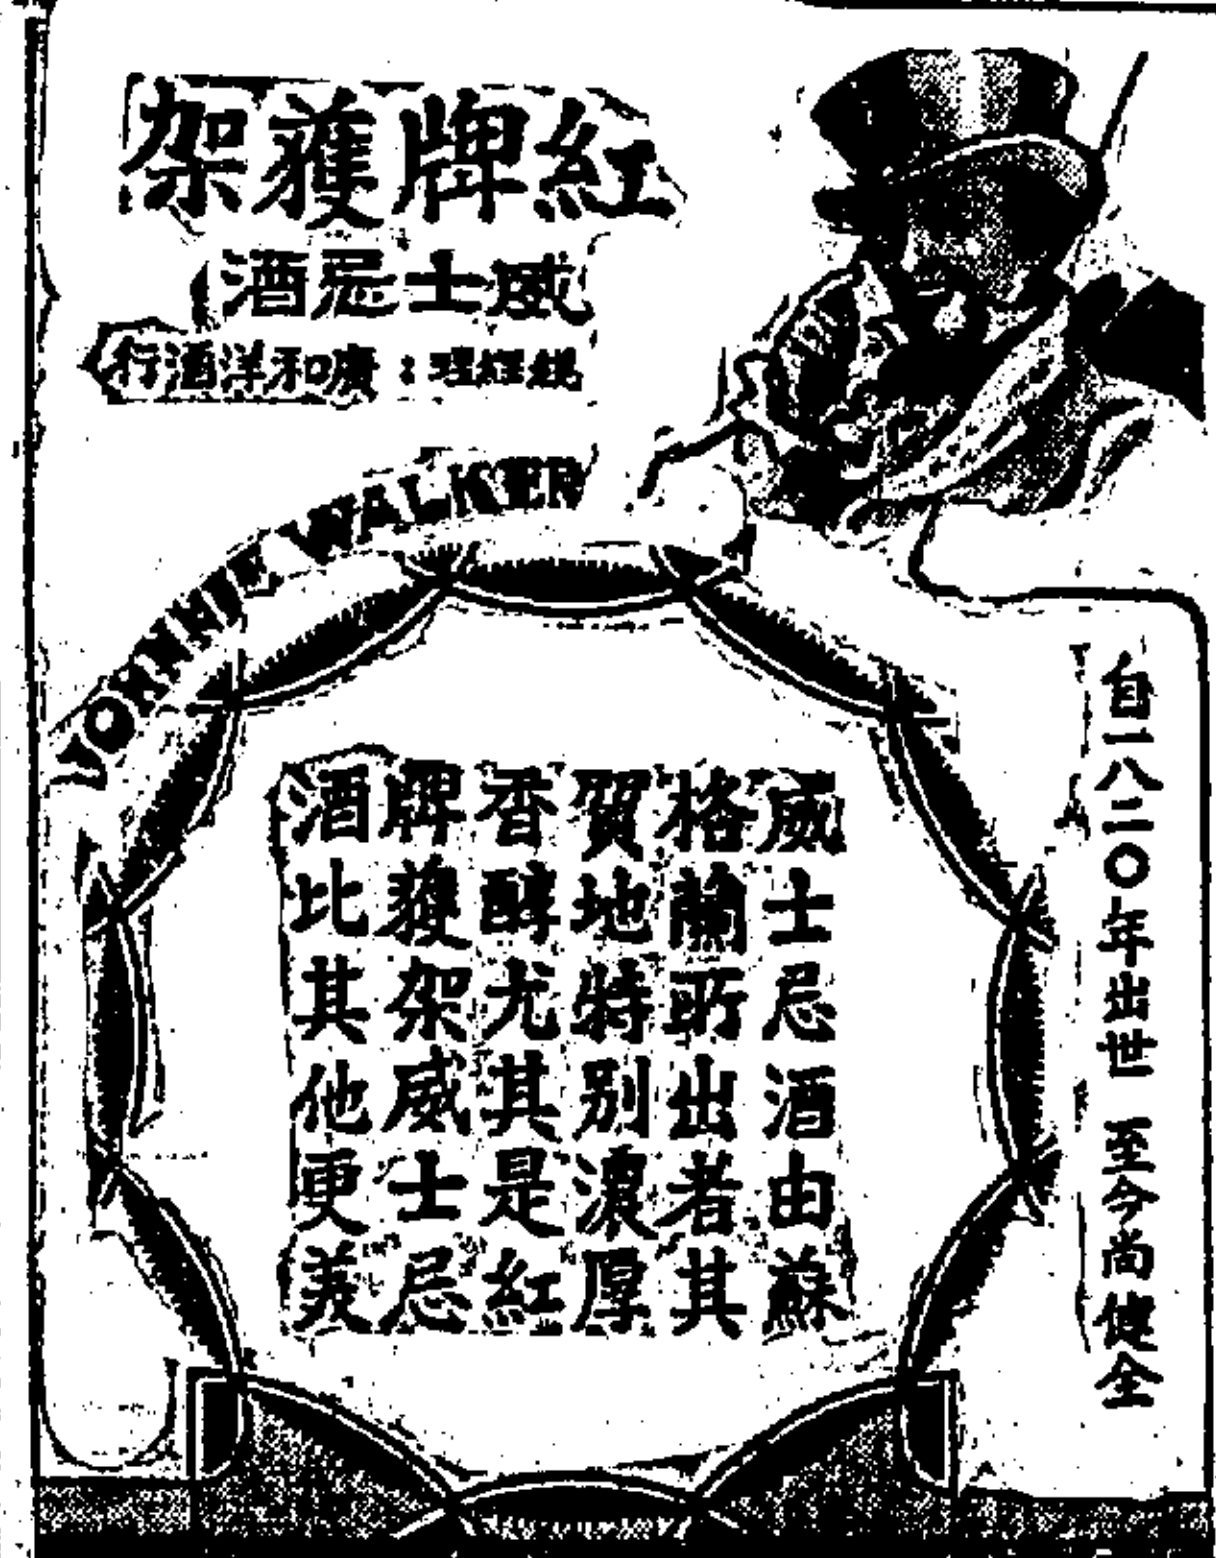 紅牌獲架
威士忌酒
總經理：廣和洋酒行
JOHNNIE WALKER
自一八二〇年出世 至今尚健全
威士忌酒由蘇
格蘭所出者其
質地特別濃厚
香醇尤其是紅
牌獲架威士忌
酒比其他更美